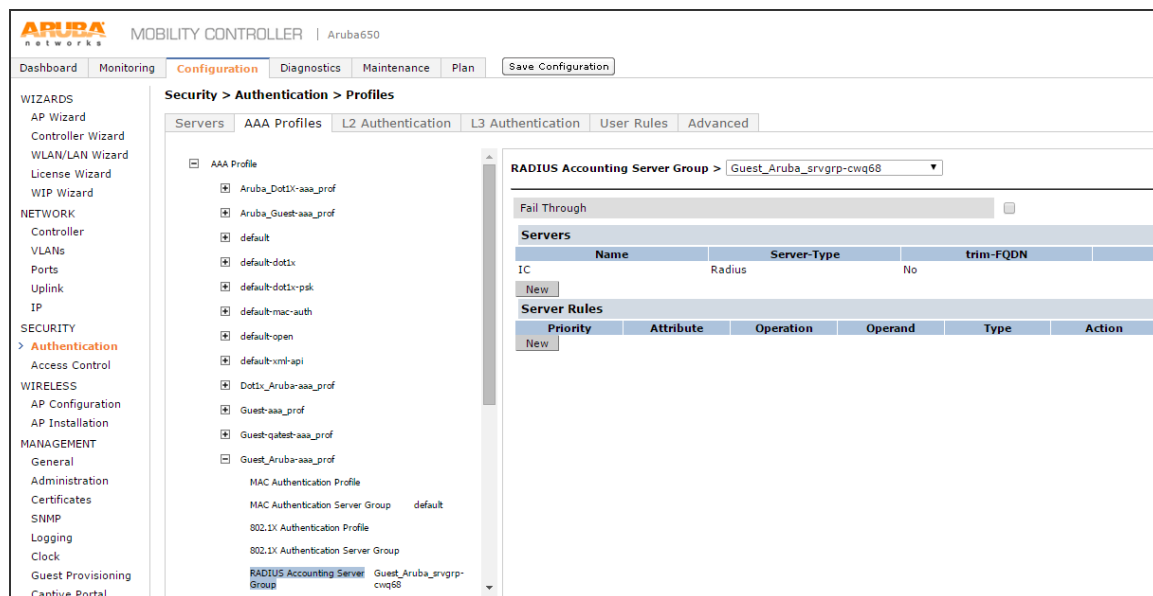 ARUBA
networks
MOBILITY CONTROLLER | Aruba650
Dashboard Monitoring Configuration Diagnostics Maintenance Plan Save Configuration
WIZARDS
AP Wizard
Controller Wizard
WLAN/LAN Wizard
License Wizard
WIP Wizard
NETWORK
Controller
VLANs
Ports
Uplink
IP
SECURITY
> Authentication
Access Control
WIRELESS
AP Configuration
AP Installation
MANAGEMENT
General
Administration
Certificates
SNMP
Logging
Clock
Guest Provisioning
Captive Portal
Security > Authentication > Profiles
Servers AAA Profiles L2 Authentication L3 Authentication User Rules Advanced
AAA Profile
Aruba_Dot1X-aaa_prof
Aruba_Guest-aaa_prof
default
default-dot1x
default-dot1x-psk
default-mac-auth
default-open
default-xml-api
Dot1x_Aruba-aaa_prof
Guest-aaa_prof
Guest-qatest-aaa_prof
Guest_Aruba-aaa_prof
MAC Authentication Profile
MAC Authentication Server Group default
802.1X Authentication Profile
802.1X Authentication Server Group
RADIUS Accounting Server Guest_Aruba_srvgrp-
Group cwq68
RADIUS Accounting Server Group > Guest_Aruba_srvgrp-cwq68
Fail Through
Servers
Name Server-Type trim-FQDN
IC Radius No
New
Server Rules
Priority Attribute Operation Operand Type Action
New